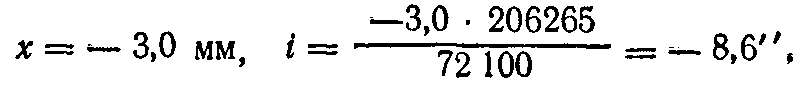 x = — 3,0 мм, i = —3,0 · 206265 / 72 100 = — 8,6″,